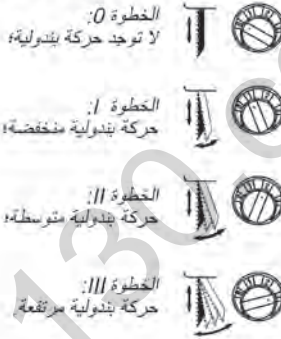 الخطوة 0:
لا توجد حركة بندولية؛
الخطوة I:
حركة بندولية منخفضة؛
الخطوة II:
حركة بندولية متوسطة؛
الخطوة III:
حركة بندولية مرتفعة.